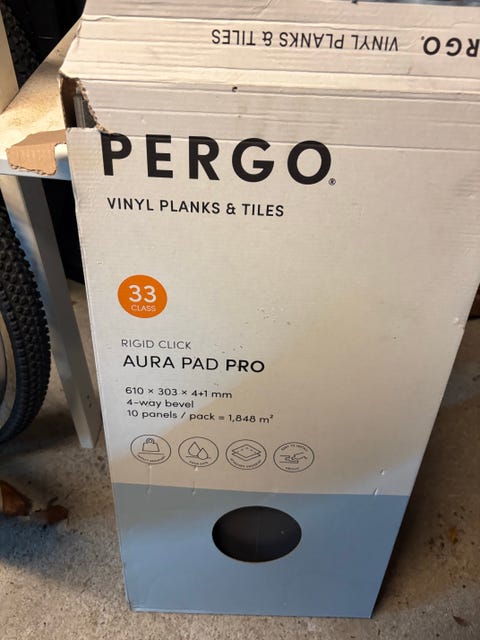 PERGO. VINYL PLANKS & TILES
PERGO®
VINYL PLANKS & TILES
33
CLASS
RIGID CLICK
AURA PAD PRO
610 × 303 × 4+1 mm
4-way bevel
10 panels / pack = 1,848 m²